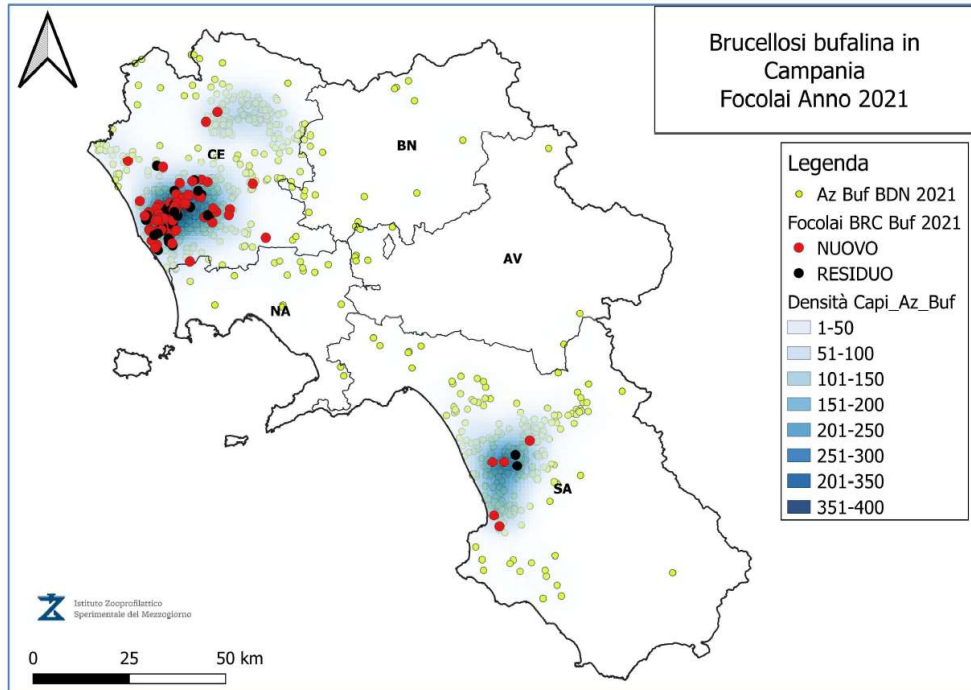 Brucellosi bufalina in
Campania
Focolai Anno 2021
Legenda
Az Buf BDN 2021
Focolai BRC Buf 2021
NUOVO
RESIDUO
Densità Capi_Az_Buf
1-50
51-100
101-150
151-200
201-250
251-300
201-350
351-400
CE
BN
AV
NA
SA
Istituto Zooprofilattico
Sperimentale del Mezzogiorno
0 25 50 km